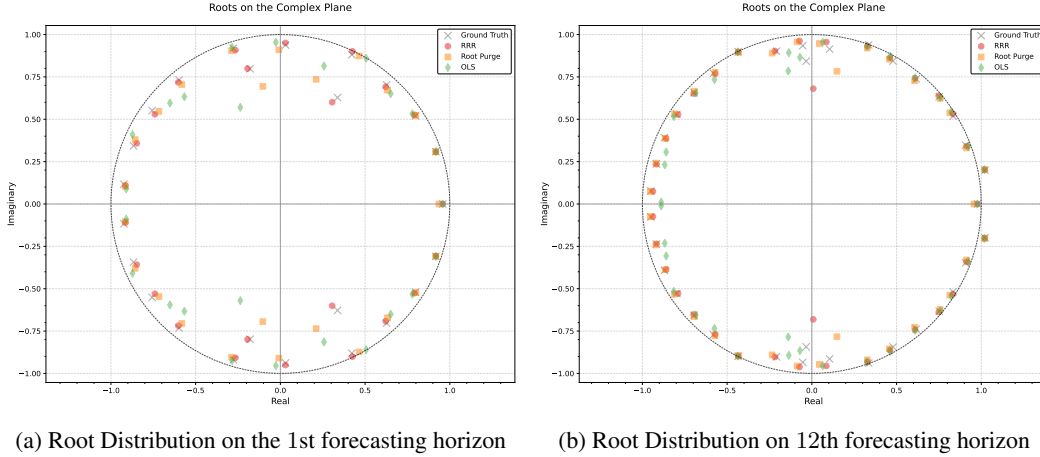 Roots on the Complex Plane
1.00
0.75
0.50
0.25
0.00
−0.25
−0.50
−0.75
−1.00
Imaginary
−1.0
−0.5
0.0
0.5
1.0
Real
Ground Truth
RRR
Root Purge
OLS
(a) Root Distribution on the 1st forecasting horizon
Roots on the Complex Plane
1.00
0.75
0.50
0.25
0.00
−0.25
−0.50
−0.75
−1.00
Imaginary
−1.0
−0.5
0.0
0.5
1.0
Real
Ground Truth
RRR
Root Purge
OLS
(b) Root Distribution on 12th forecasting horizon